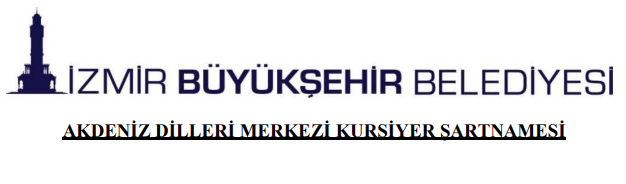 İZMİR BÜYÜKŞEHİR BELEDİYESİ
AKDENİZ DİLLERİ MERKEZİ KURSİYER ŞARTNAMESİ